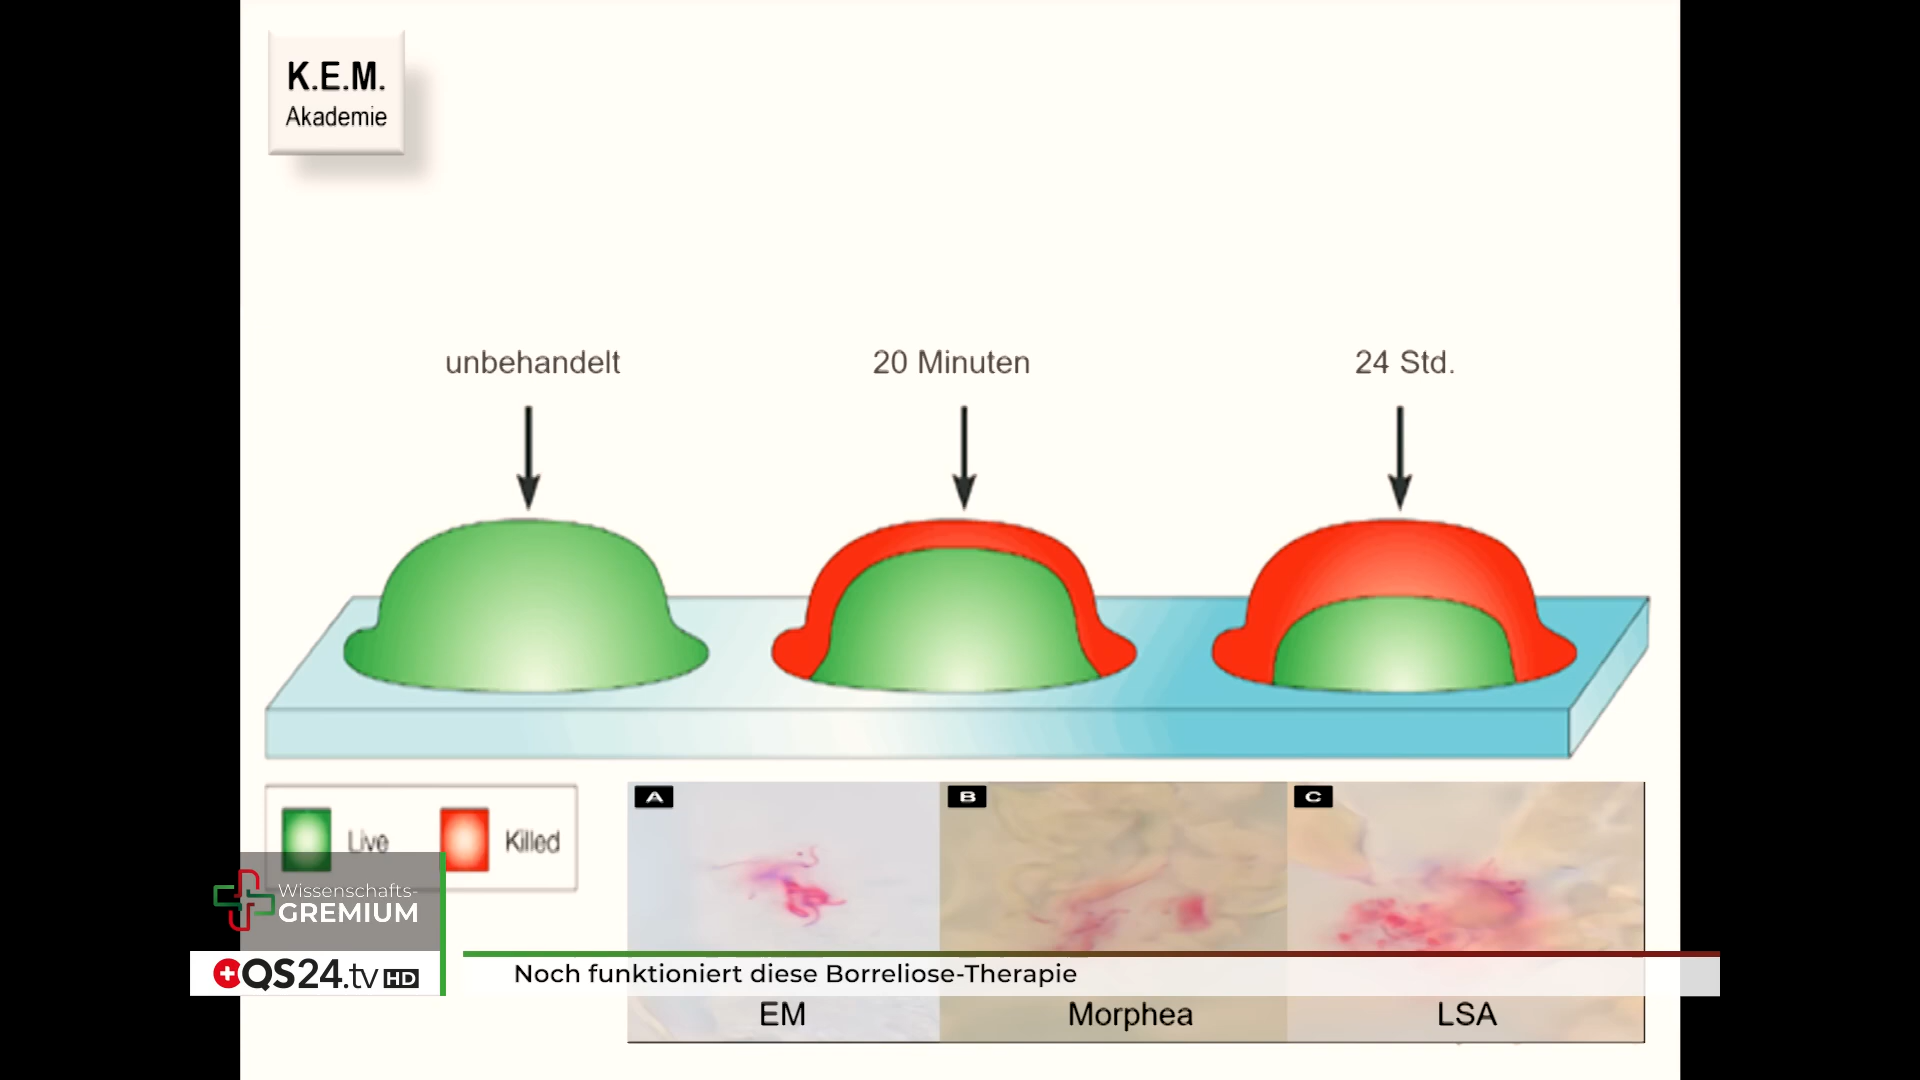 K.E.M.
Akademie
unbehandelt
20 Minuten
24 Std.
Live
Killed
A
B
C
Wissenschafts-
GREMIUM
QS24.tv HD
Noch funktioniert diese Borreliose-Therapie
EM
Morphea
LSA